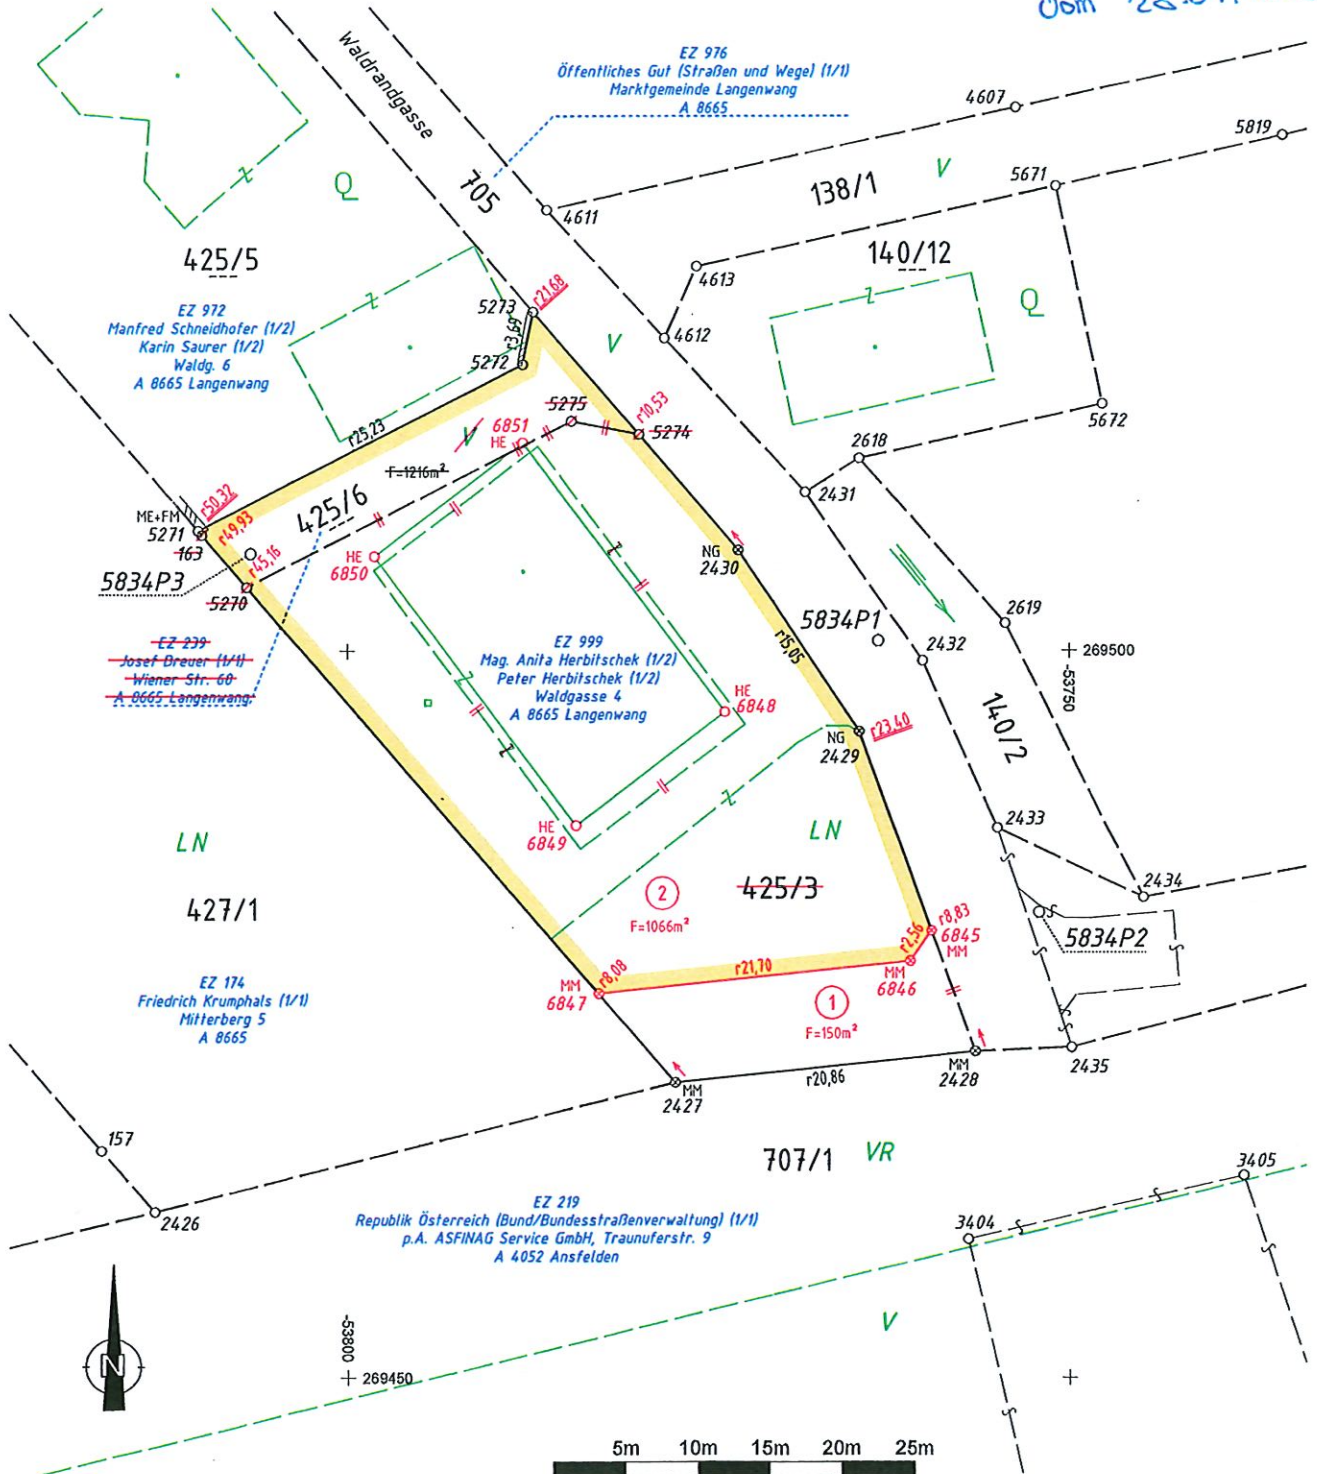 vom
EZ 976
Öffentliches Gut (Straßen und Wege) (1/1)
Marktgemeinde Langenwang
A 8665
Waldrandgasse
705
4607
5819
5671
138/1
V
4611
4613
4612
140/12
Q
5672
Q
425/5
EZ 972
Manfred Schneidhofer (1/2)
Karin Saurer (1/2)
Waldg. 6
A 8665 Langenwang
5273
r21,68
r3,69
5272
V
r25,23
5275
r10,53
5274
6851
HE
V
F=1216m²
2618
2431
r50,32
ME+FM
5271
163
r49,93
425/6
r45,16
5834P3
5270
HE
6850
NG
2430
5834P1
2619
2432
+ 269500
-53750
EZ 239
Josef Breuer (1/1)
Wiener Str. 60
A 8665 Langenwang
EZ 999
Mag. Anita Herbitschek (1/2)
Peter Herbitschek (1/2)
Waldgasse 4
A 8665 Langenwang
r15,05
HE
6848
NG
2429
r23,40
140/2
HE
6849
LN
LN
2433
427/1
2
F=1066m²
425/3
2434
5834P2
r8,83
6845
MM
r2,56
MM
6846
r21,70
r8,08
MM
6847
EZ 174
Friedrich Krumphals (1/1)
Mitterberg 5
A 8665
1
F=150m²
MM
2428
2435
r20,86
MM
2427
157
2426
707/1
VR
3405
EZ 219
Republik Österreich (Bund/Bundesstraßenverwaltung) (1/1)
p.A. ASFINAG Service GmbH, Traunuferstr. 9
A 4052 Ansfelden
3404
V
N
-53800
+ 269450
5m 10m 15m 20m 25m